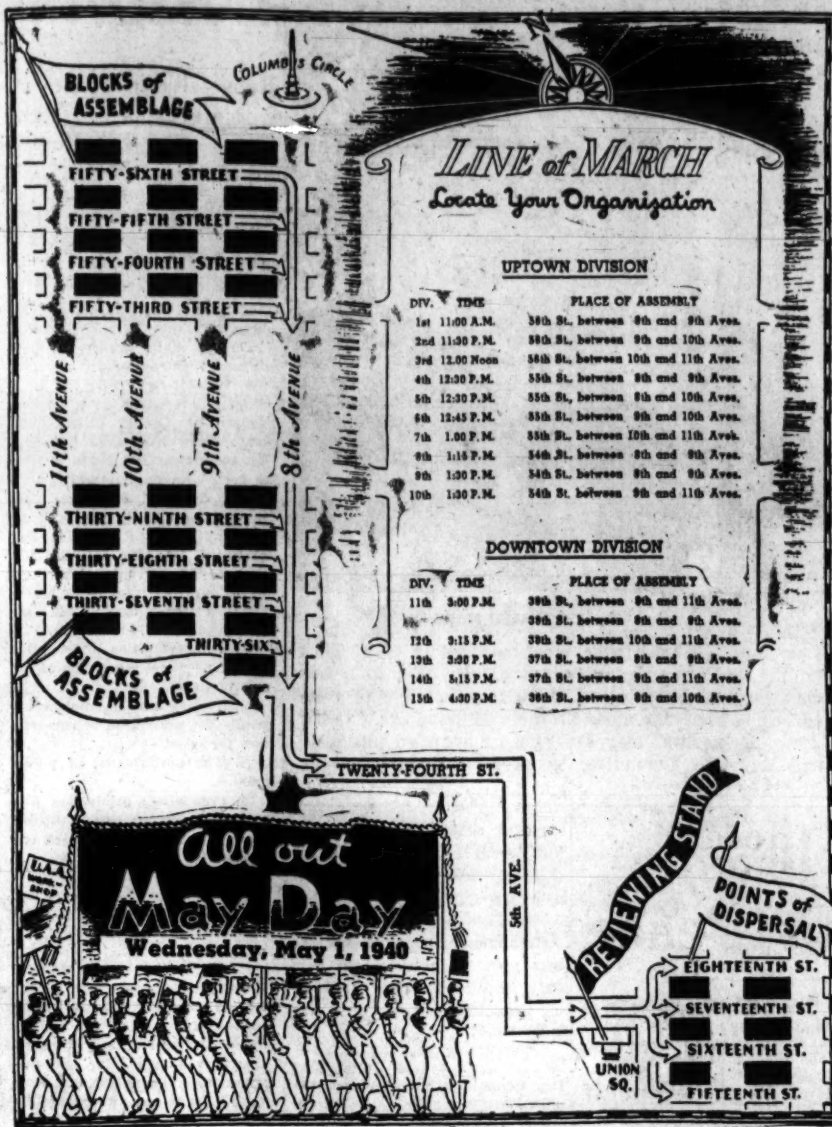 BLOCKS of
ASSEMBLAGE
COLUMBUS CIRCLE
N
FIFTY-SIXTH STREET
FIFTY-FIFTH STREET
FIFTY-FOURTH STREET
FIFTY-THIRD STREET
11th AVENUE
10th AVENUE
9th AVENUE
8th AVENUE
THIRTY-NINTH STREET
THIRTY-EIGHTH STREET
THIRTY-SEVENTH STREET
THIRTY-SIX
BLOCKS of
ASSEMBLAGE
LINE of MARCH
Locate Your Organization
UPTOWN DIVISION
DIV. TIME PLACE OF ASSEMBLY
1st 11:00 A.M. 56th St., between 8th and 9th Aves.
2nd 11:30 P.M. 56th St., between 9th and 10th Aves.
3rd 12.00 Noon 56th St., between 10th and 11th Aves.
4th 12:30 P.M. 55th St., between 8th and 9th Aves.
5th 12:30 P.M. 55th St., between 8th and 10th Aves.
6th 12:45 P.M. 55th St., between 9th and 10th Aves.
7th 1.00 P.M. 55th St., between 10th and 11th Aves.
8th 1:15 P.M. 54th St., between 8th and 9th Aves.
9th 1:30 P.M. 54th St., between 8th and 9th Aves.
10th 1:30 P.M. 54th St. between 9th and 11th Aves.
DOWNTOWN DIVISION
DIV. TIME PLACE OF ASSEMBLY
11th 3:00 P.M. 39th St., between 9th and 11th Aves.
38th St., between 8th and 9th Aves.
12th 3:15 P.M. 38th St., between 10th and 11th Aves.
13th 3:30 P.M. 37th St., between 8th and 9th Aves.
14th 5:15 P.M. 37th St., between 9th and 11th Aves.
15th 4:30 P.M. 36th St., between 8th and 10th Aves.
TWENTY-FOURTH ST.
5th AVE.
REVIEWING STAND
POINTS of
DISPERSAL
EIGHTEENTH ST.
SEVENTEENTH ST.
SIXTEENTH ST.
FIFTEENTH ST.
UNION
SQ.
U.A.A.
WORK-
SHOP
All out
May Day
Wednesday, May 1, 1940